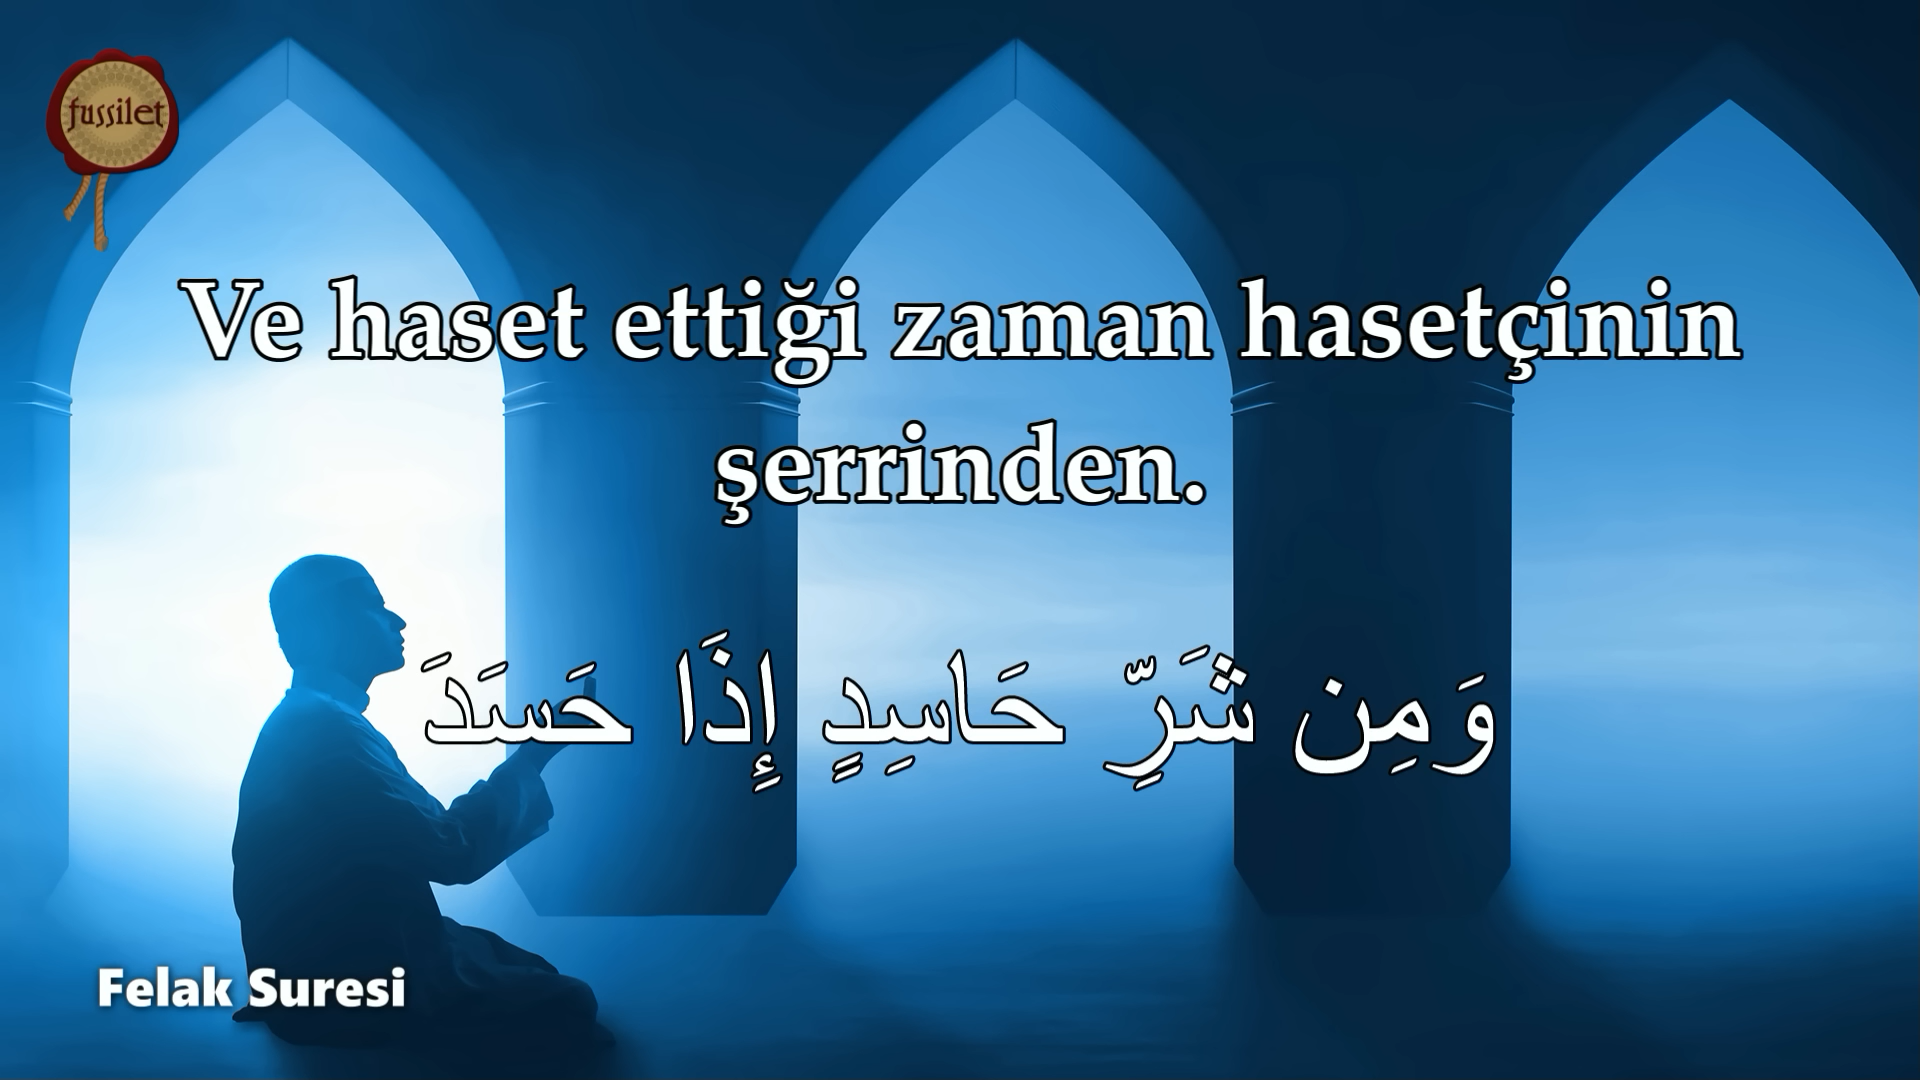 fussilet
Ve haset ettiği zaman hasetçinin
şerrinden.
وَمِن شَرِّ حَاسِدٍ إِذَا حَسَدَ
Felak Suresi